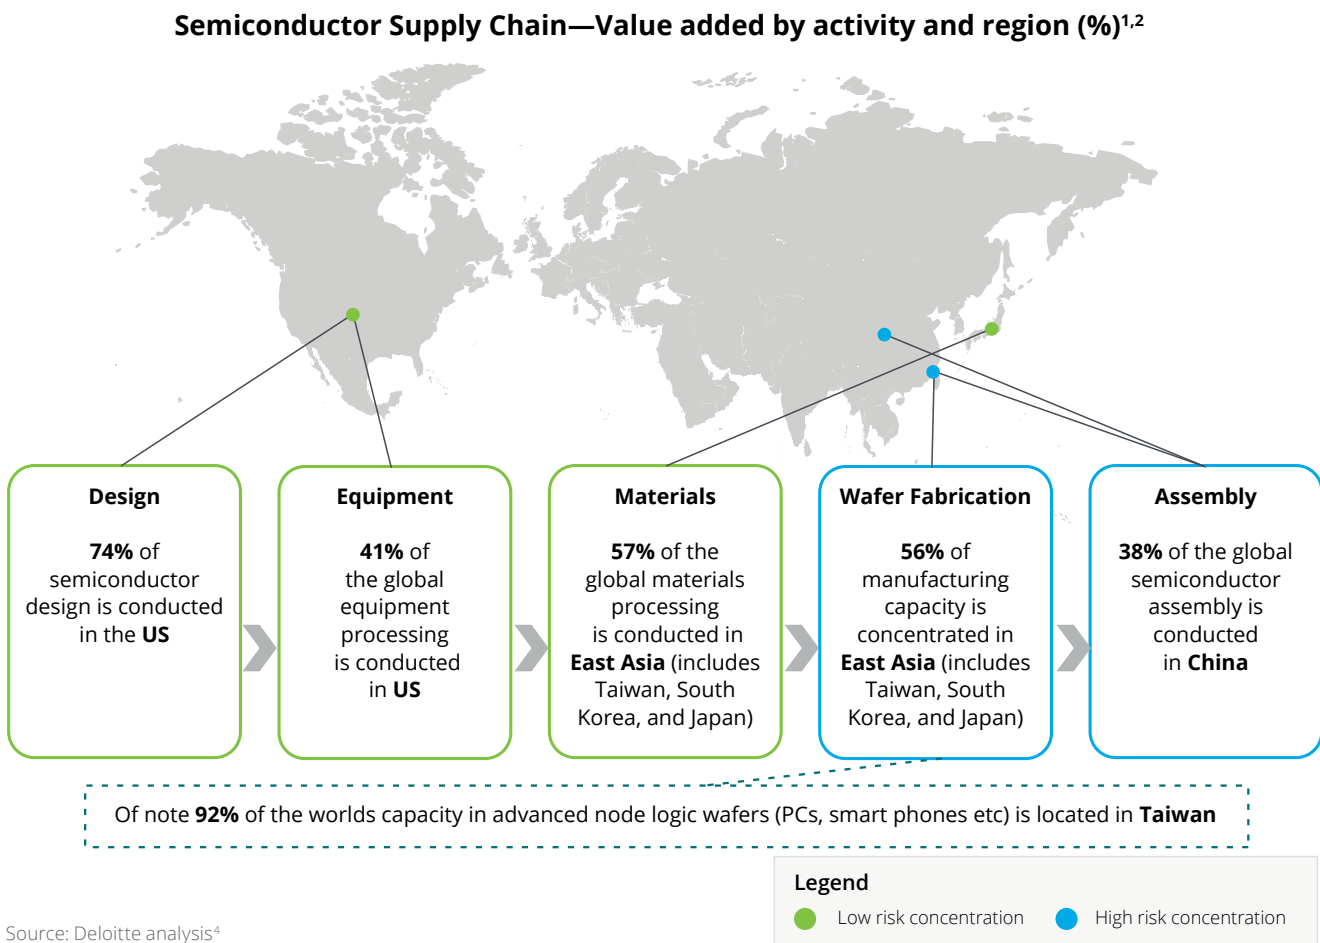 Semiconductor Supply Chain—Value added by activity and region (%)¹,²
Design
74% of
semiconductor
design is conducted
in the US
Equipment
41% of
the global
equipment
processing
is conducted
in US
Materials
57% of the
global materials
processing
is conducted in
East Asia (includes
Taiwan, South
Korea, and Japan)
Wafer Fabrication
56% of
manufacturing
capacity is
concentrated in
East Asia (includes
Taiwan, South
Korea, and Japan)
Assembly
38% of the global
semiconductor
assembly is
conducted
in China
Of note 92% of the worlds capacity in advanced node logic wafers (PCs, smart phones etc) is located in Taiwan
Legend
Low risk concentration
High risk concentration
Source: Deloitte analysis⁴